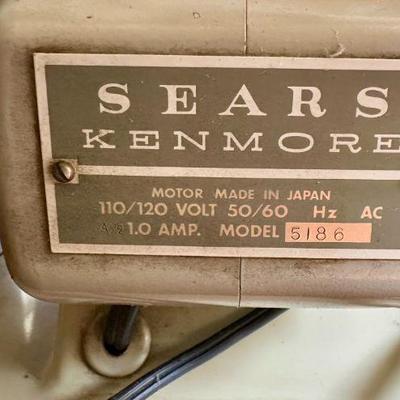 SEARS
KENMORE
MOTOR MADE IN JAPAN
110/120 VOLT 50/60 Hz AC
1.0 AMP. MODEL 5186